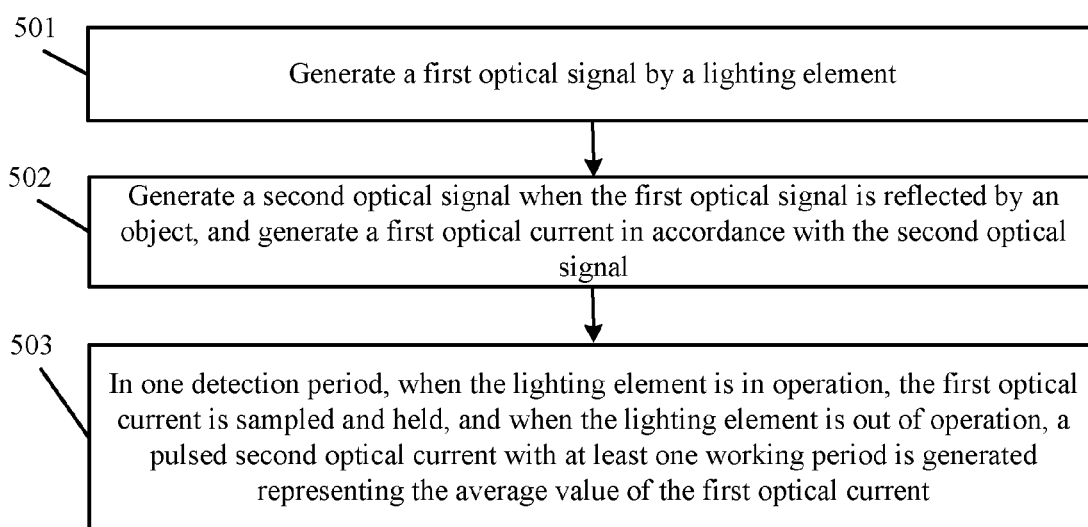 501
Generate a first optical signal by a lighting element
502
Generate a second optical signal when the first optical signal is reflected by an
object, and generate a first optical current in accordance with the second optical
signal
503
In one detection period, when the lighting element is in operation, the first optical
current is sampled and held, and when the lighting element is out of operation, a
pulsed second optical current with at least one working period is generated
representing the average value of the first optical current